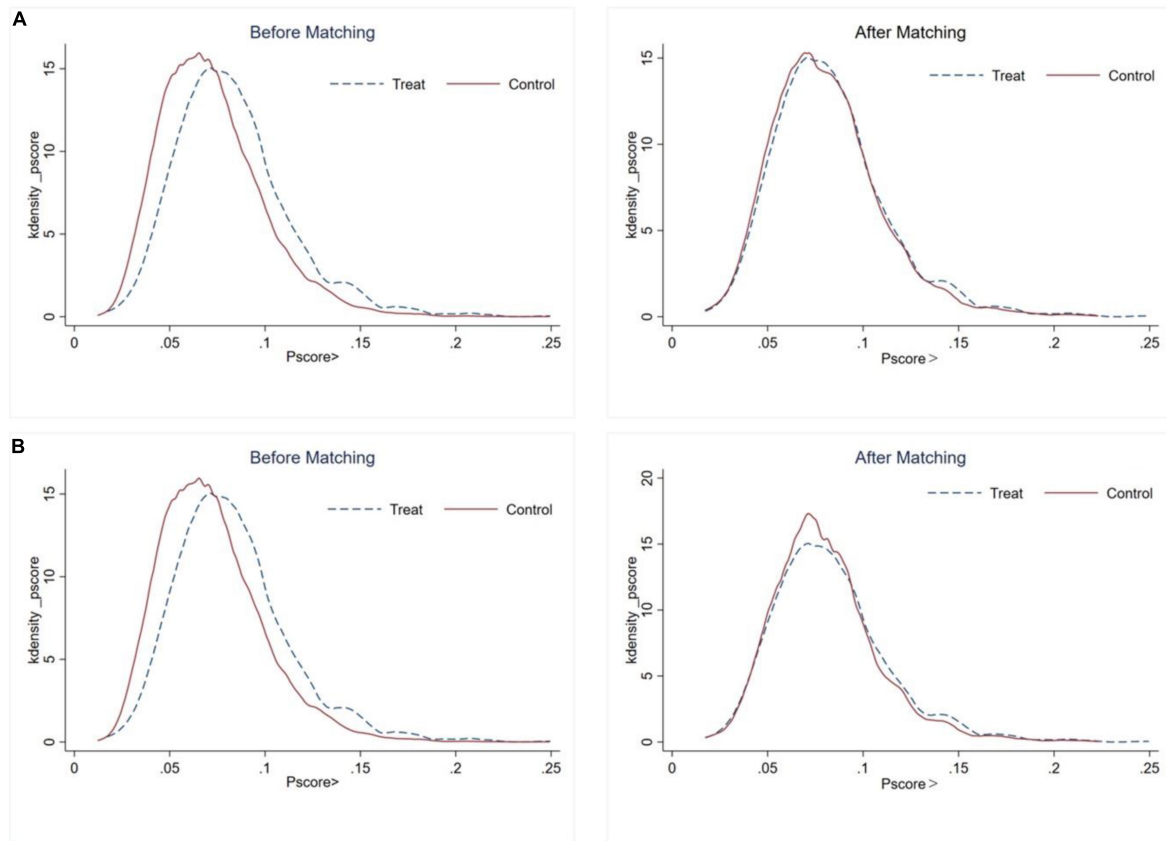 A
Before Matching
Treat
Control
kdensity _pscore
15
10
5
0
0 .05 .1 .15 .2 .25
Pscore>
After Matching
Treat
Control
kdensity _pscore
15
10
5
0
0 .05 .1 .15 .2 .25
Pscore>
B
Before Matching
Treat
Control
kdensity _pscore
15
10
5
0
0 .05 .1 .15 .2 .25
Pscore>
After Matching
Treat
Control
kdensity _pscore
20
15
10
5
0
0 .05 .1 .15 .2 .25
Pscore>